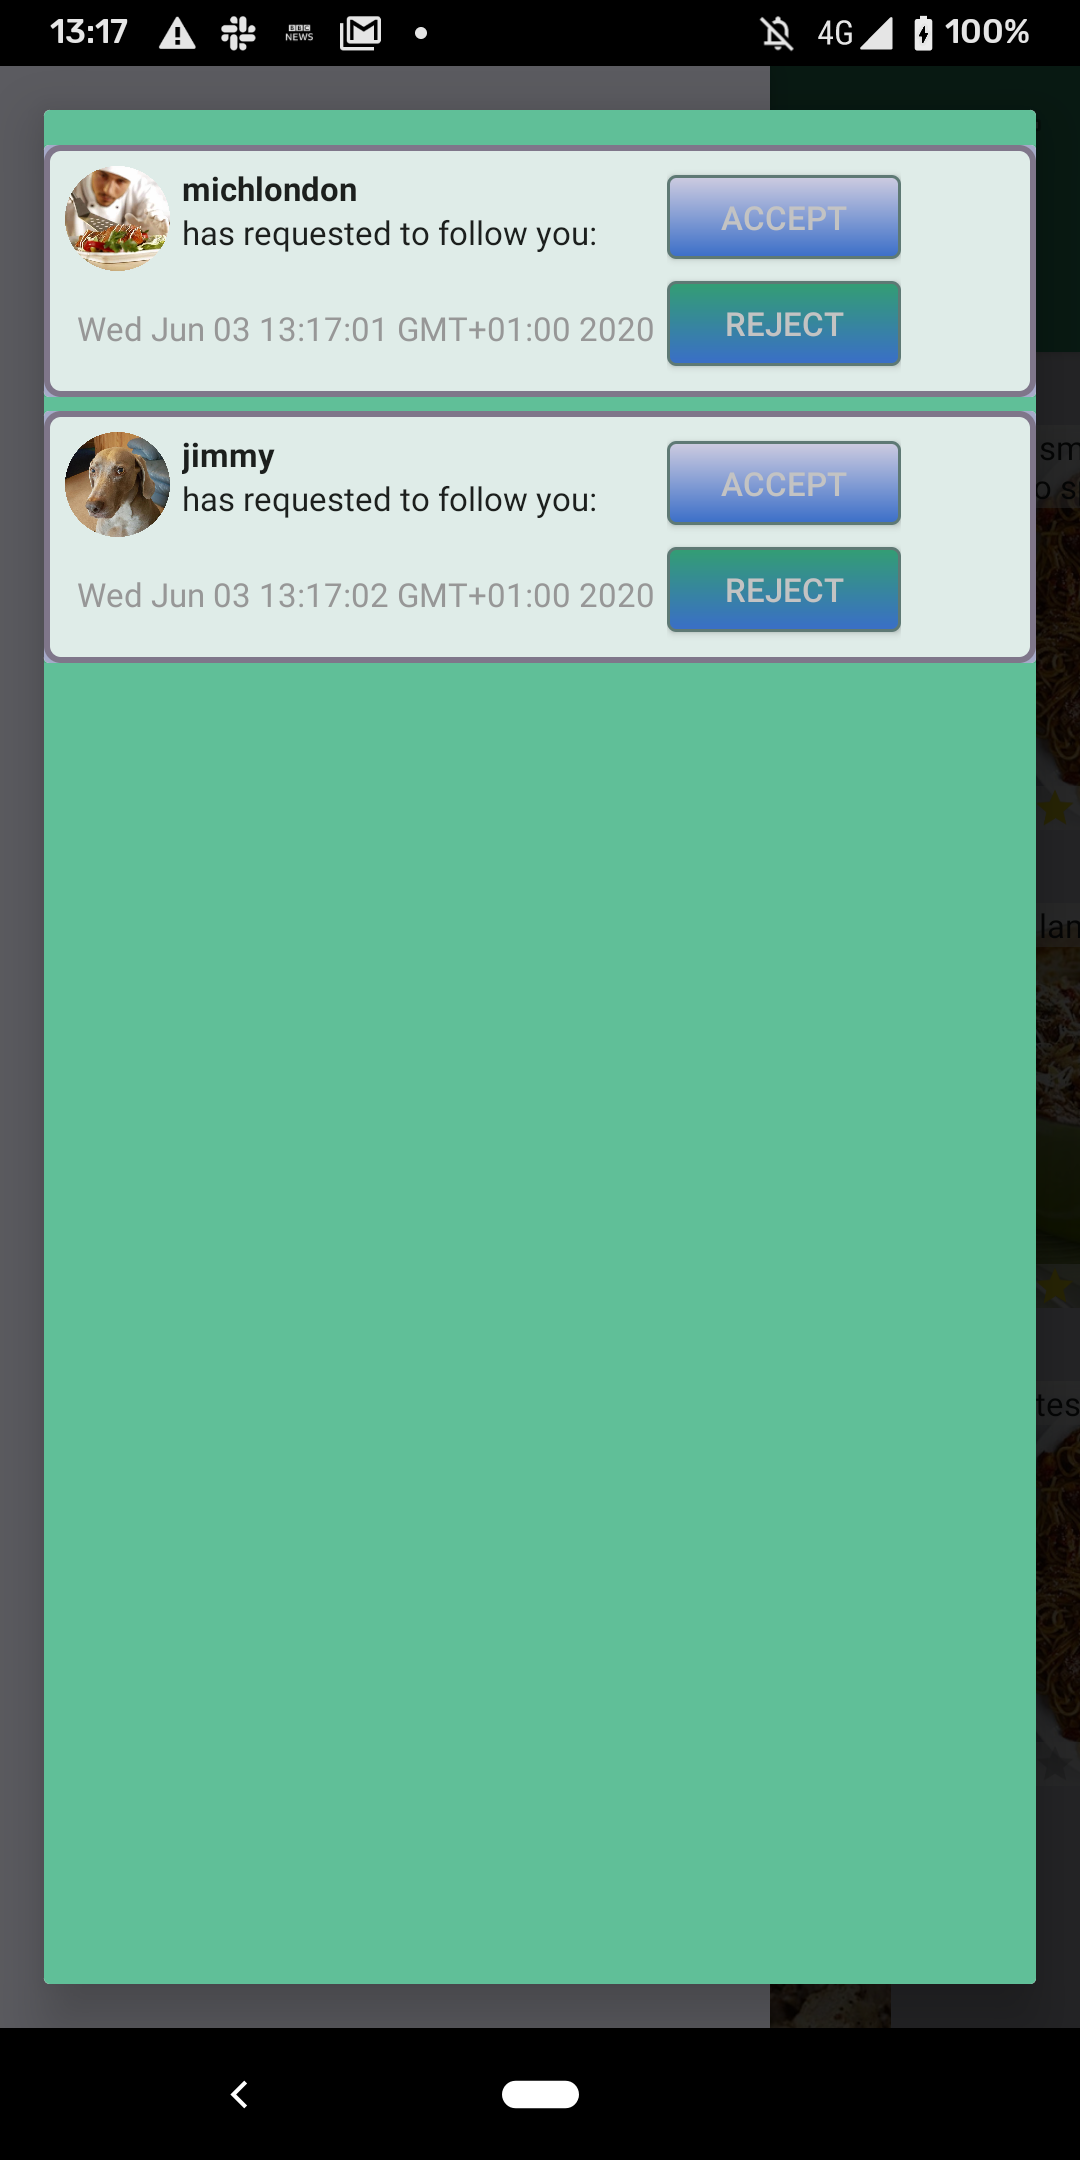 13:17 BBC NEWS 4G 100%
michlondon
has requested to follow you:
ACCEPT
Wed Jun 03 13:17:01 GMT+01:00 2020
REJECT
jimmy
has requested to follow you:
ACCEPT
Wed Jun 03 13:17:02 GMT+01:00 2020
REJECT
sm
o s
lan
tes